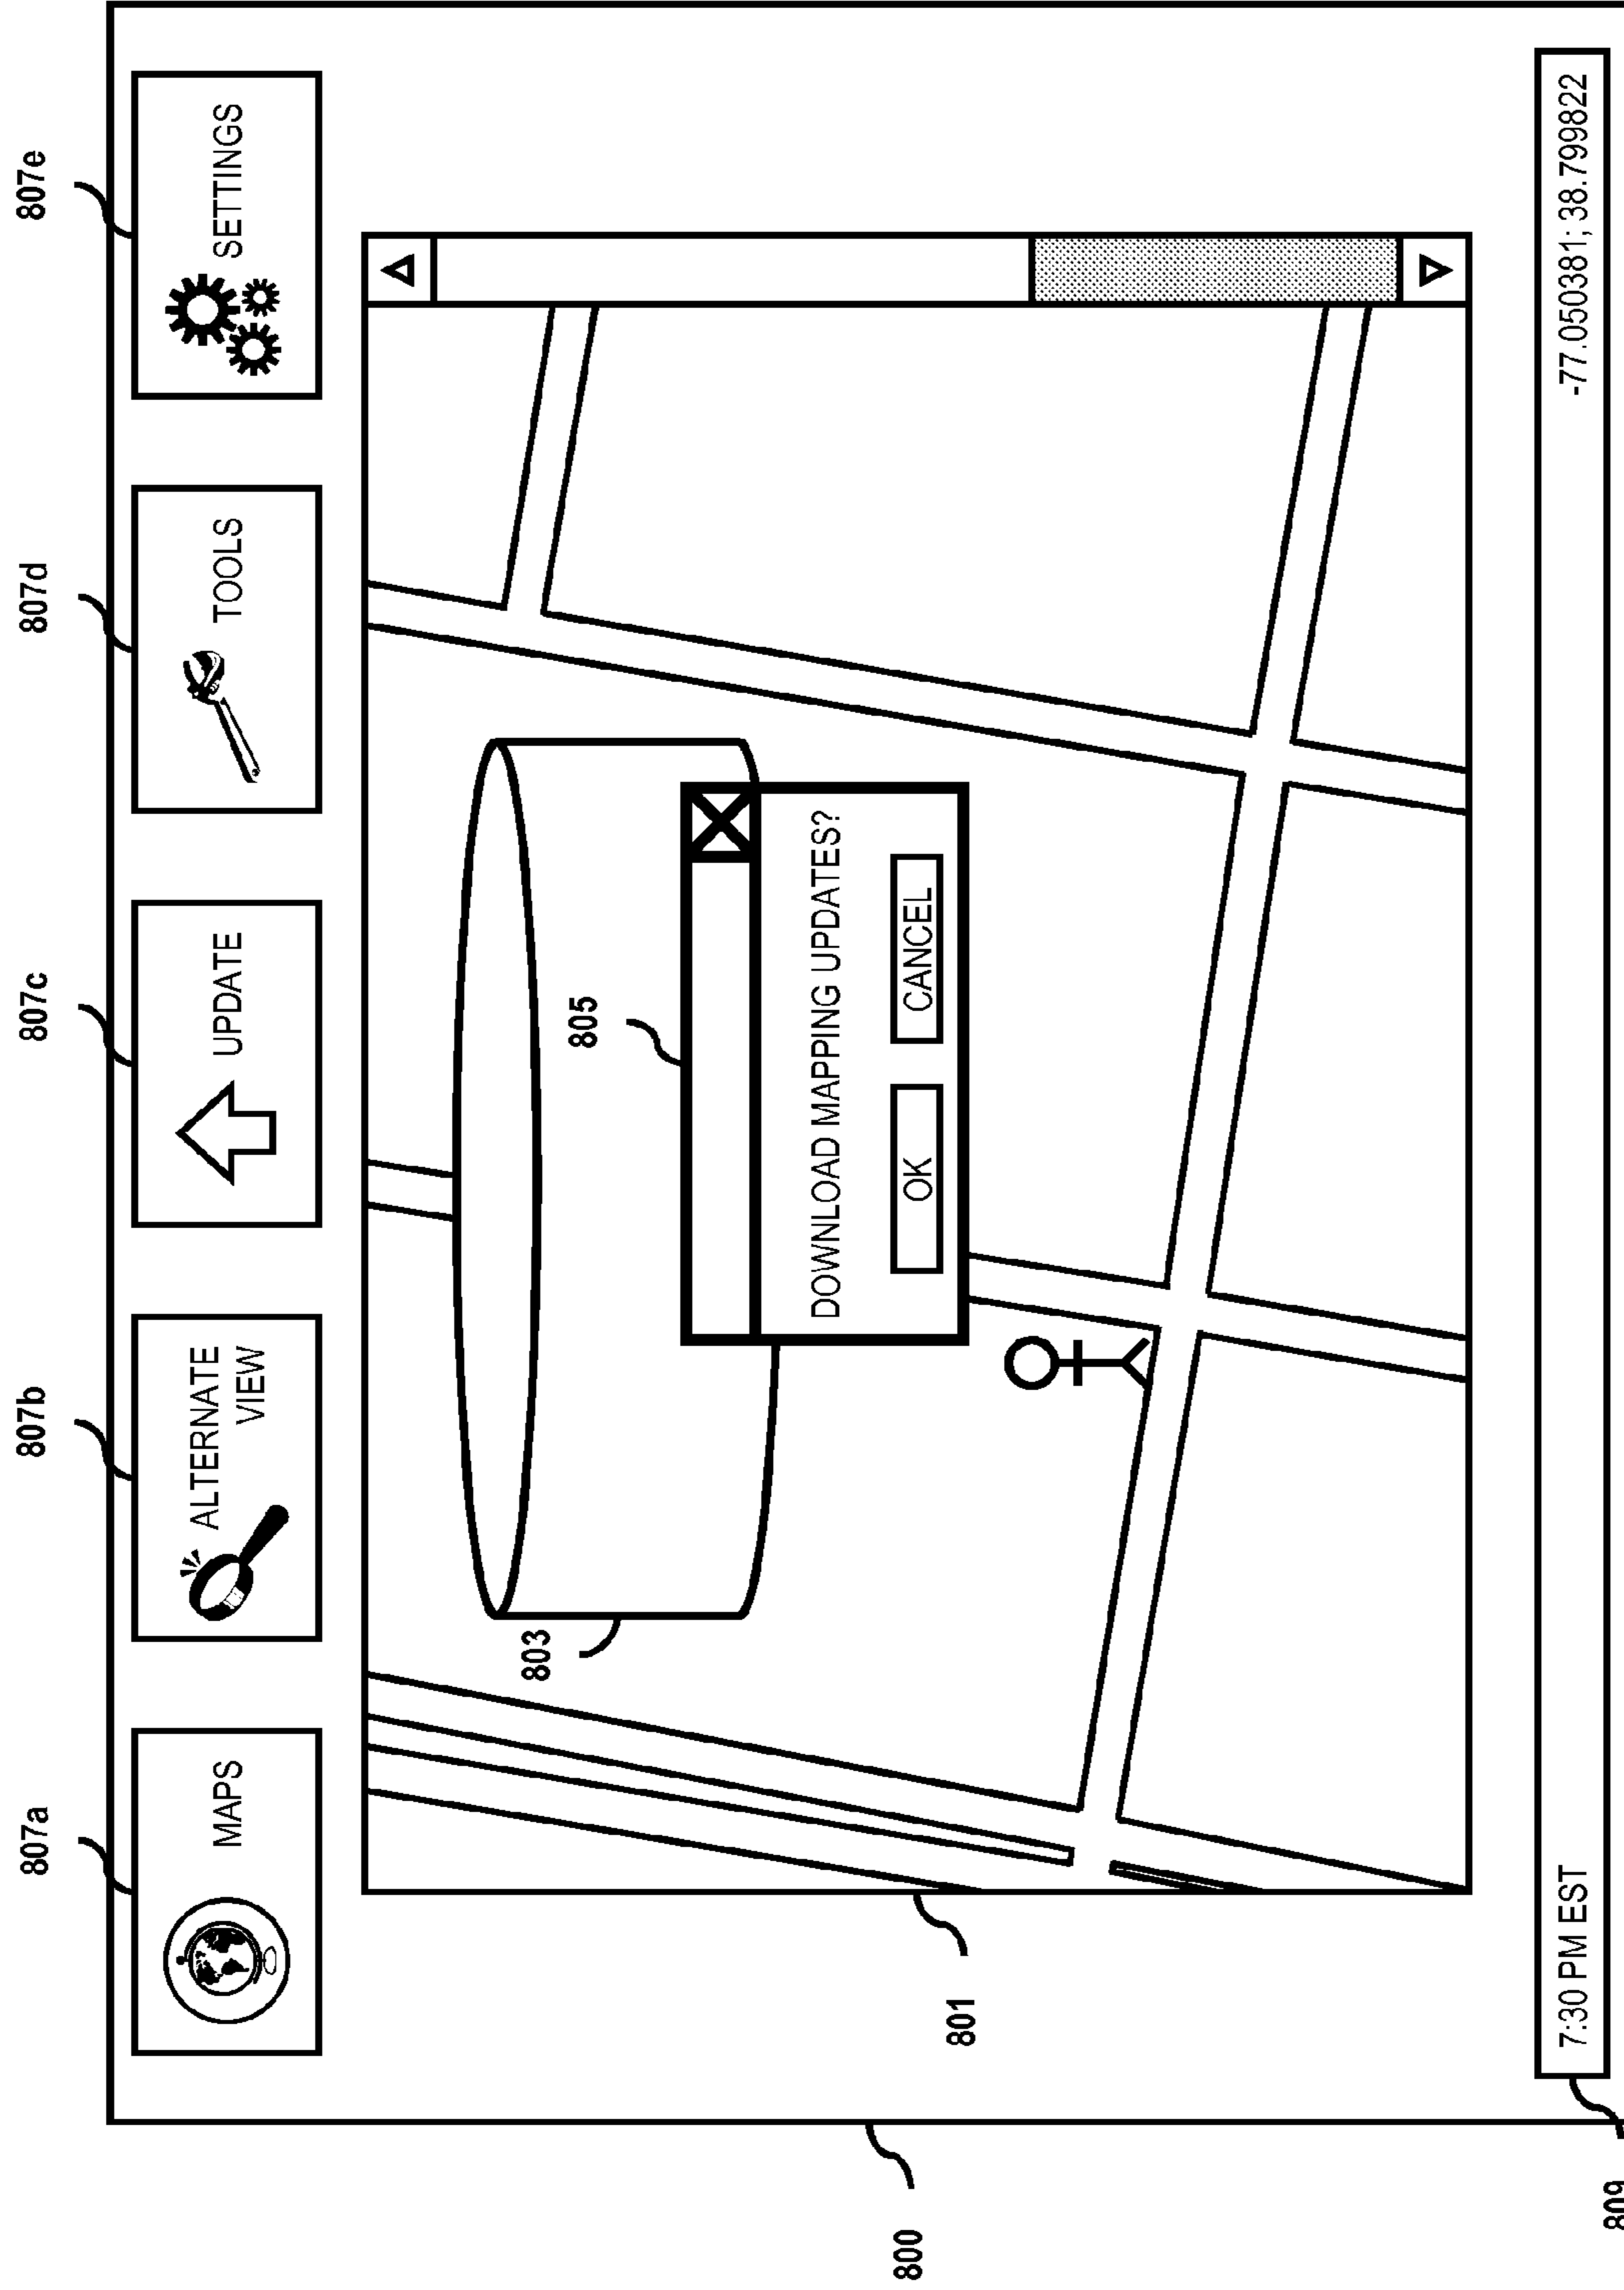 807a
807b
807c
807d
807e
MAPS
ALTERNATE
VIEW
UPDATE
TOOLS
SETTINGS
803
805
DOWNLOAD MAPPING UPDATES?
OK
CANCEL
801
800
7:30 PM EST
-77.050381; 38.799822
809